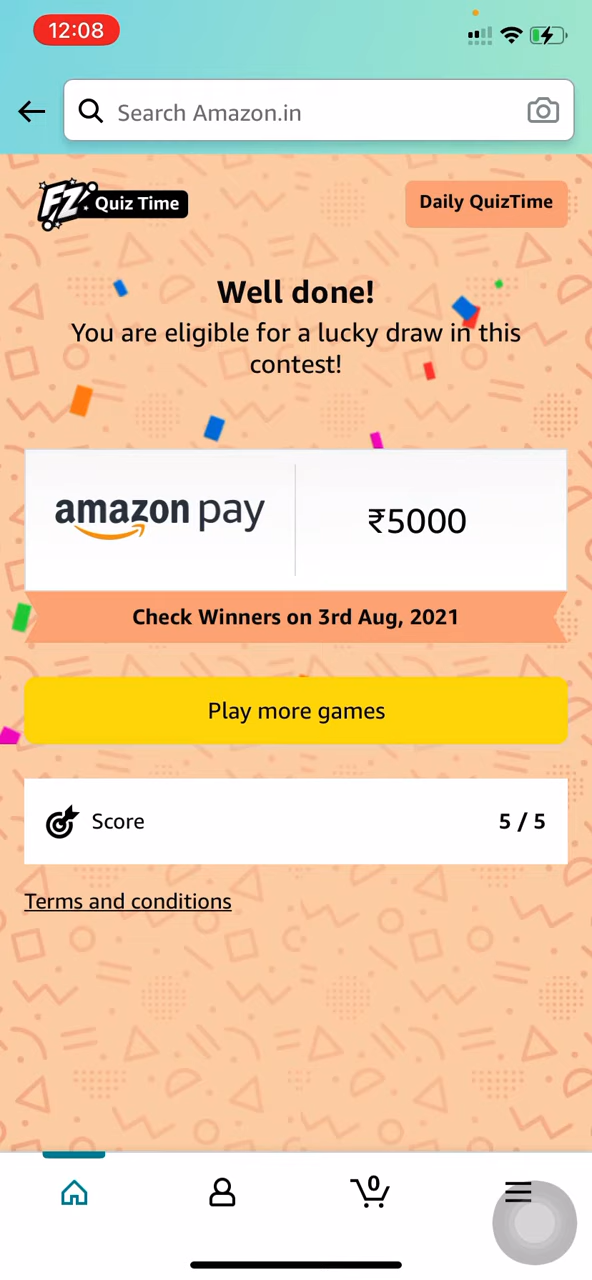 12:08
Search Amazon.in
FZ Quiz Time
Daily QuizTime
Well done!
You are eligible for a lucky draw in this
contest!
amazon pay
₹5000
Check Winners on 3rd Aug, 2021
Play more games
Score
5 / 5
Terms and conditions
0